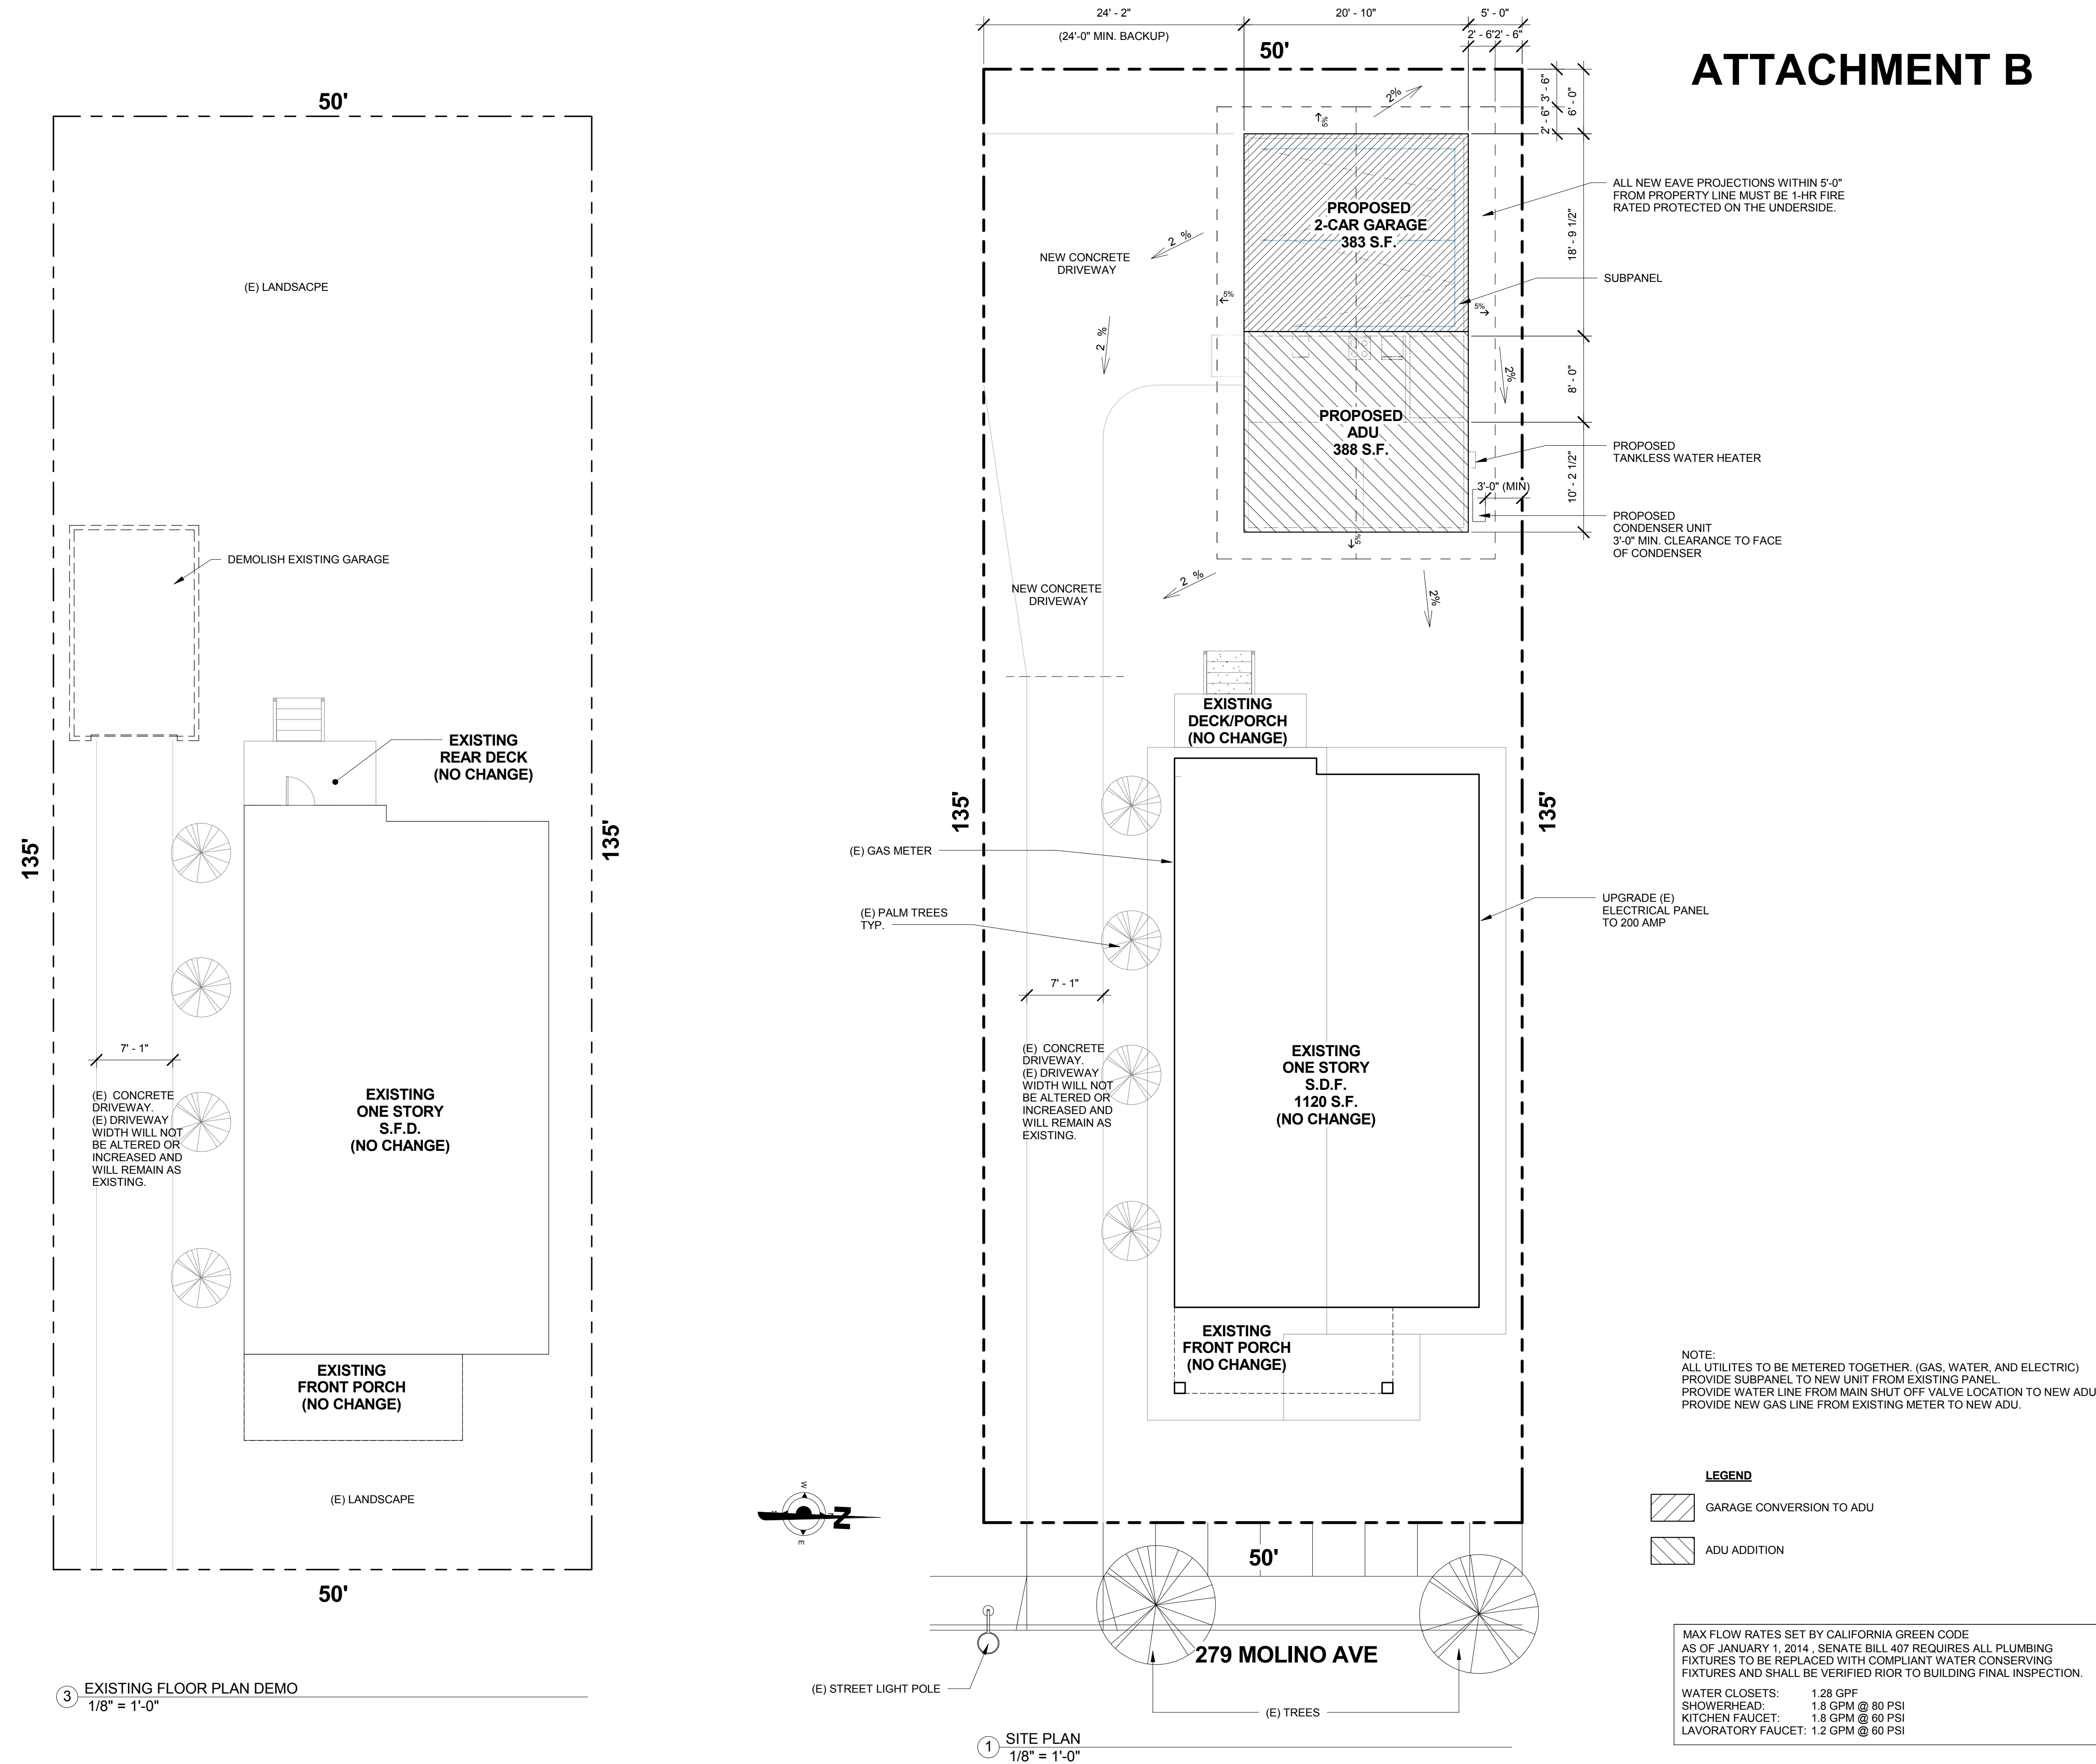 ATTACHMENT B
50'
(E) LANDSACPE
DEMOLISH EXISTING GARAGE
EXISTING
REAR DECK
(NO CHANGE)
135'
135'
7' - 1"
(E) CONCRETE
DRIVEWAY.
(E) DRIVEWAY
WIDTH WILL NOT
BE ALTERED OR
INCREASED AND
WILL REMAIN AS
EXISTING.
EXISTING
ONE STORY
S.F.D.
(NO CHANGE)
EXISTING
FRONT PORCH
(NO CHANGE)
(E) LANDSCAPE
50'
3
EXISTING FLOOR PLAN DEMO
1/8" = 1'-0"
24' - 2"
(24'-0" MIN. BACKUP)
20' - 10"
5' - 0"
2' - 6"
2' - 6"
50'
3' - 6"
2' - 6"
6' - 0"
2%
5%
PROPOSED
2-CAR GARAGE
383 S.F.
ALL NEW EAVE PROJECTIONS WITHIN 5'-0"
FROM PROPERTY LINE MUST BE 1-HR FIRE
RATED PROTECTED ON THE UNDERSIDE.
18' - 9 1/2"
2 %
NEW CONCRETE
DRIVEWAY
SUBPANEL
5%
5%
2 %
2%
8' - 0"
PROPOSED
ADU
388 S.F.
PROPOSED
TANKLESS WATER HEATER
10' - 2 1/2"
3'-0" (MIN)
PROPOSED
CONDENSER UNIT
3'-0" MIN. CLEARANCE TO FACE
OF CONDENSER
5%
2 %
2%
NEW CONCRETE
DRIVEWAY
EXISTING
DECK/PORCH
(NO CHANGE)
135'
135'
(E) GAS METER
(E) PALM TREES
TYP.
UPGRADE (E)
ELECTRICAL PANEL
TO 200 AMP
7' - 1"
(E) CONCRETE
DRIVEWAY.
(E) DRIVEWAY
WIDTH WILL NOT
BE ALTERED OR
INCREASED AND
WILL REMAIN AS
EXISTING.
EXISTING
ONE STORY
S.D.F.
1120 S.F.
(NO CHANGE)
EXISTING
FRONT PORCH
(NO CHANGE)
W
S
N
N
E
50'
279 MOLINO AVE
(E) STREET LIGHT POLE
(E) TREES
1
SITE PLAN
1/8" = 1'-0"
NOTE:
ALL UTILITES TO BE METERED TOGETHER. (GAS, WATER, AND ELECTRIC)
PROVIDE SUBPANEL TO NEW UNIT FROM EXISTING PANEL.
PROVIDE WATER LINE FROM MAIN SHUT OFF VALVE LOCATION TO NEW ADU
PROVIDE NEW GAS LINE FROM EXISTING METER TO NEW ADU.
LEGEND
GARAGE CONVERSION TO ADU
ADU ADDITION
MAX FLOW RATES SET BY CALIFORNIA GREEN CODE
AS OF JANUARY 1, 2014 , SENATE BILL 407 REQUIRES ALL PLUMBING
FIXTURES TO BE REPLACED WITH COMPLIANT WATER CONSERVING
FIXTURES AND SHALL BE VERIFIED RIOR TO BUILDING FINAL INSPECTION.
WATER CLOSETS: 1.28 GPF
SHOWERHEAD: 1.8 GPM @ 80 PSI
KITCHEN FAUCET: 1.8 GPM @ 60 PSI
LAVORATORY FAUCET: 1.2 GPM @ 60 PSI